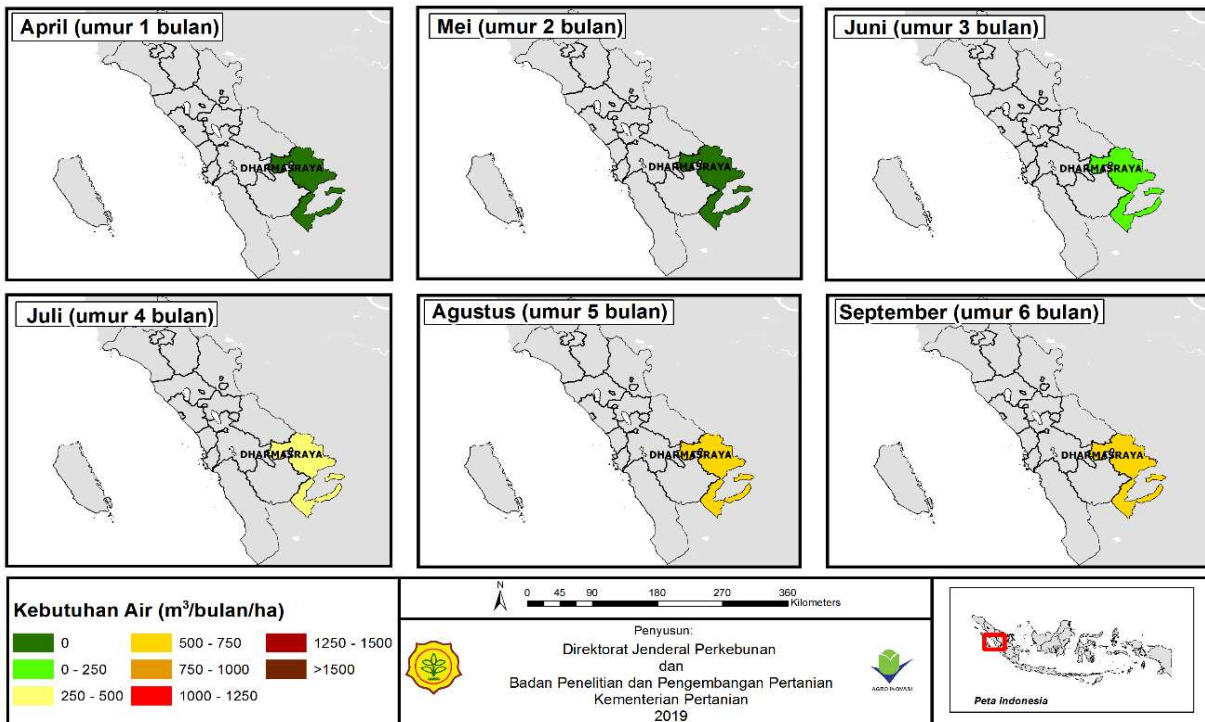 April (umur 1 bulan)
DHARMASRAYA
Mei (umur 2 bulan)
DHARMASRAYA
Juni (umur 3 bulan)
DHARMASRAYA
Juli (umur 4 bulan)
DHARMASRAYA
Agustus (umur 5 bulan)
DHARMASRAYA
September (umur 6 bulan)
DHARMASRAYA
Kebutuhan Air (m³/bulan/ha)
0
0 - 250
250 - 500
500 - 750
750 - 1000
1000 - 1250
1250 - 1500
>1500
N
0 45 90 180 270 360
Kilometers
Penyusun:
Direktorat Jenderal Perkebunan
dan
Badan Penelitian dan Pengembangan Pertanian
Kementerian Pertanian
2019
AGRO INOVASI
Peta Indonesia